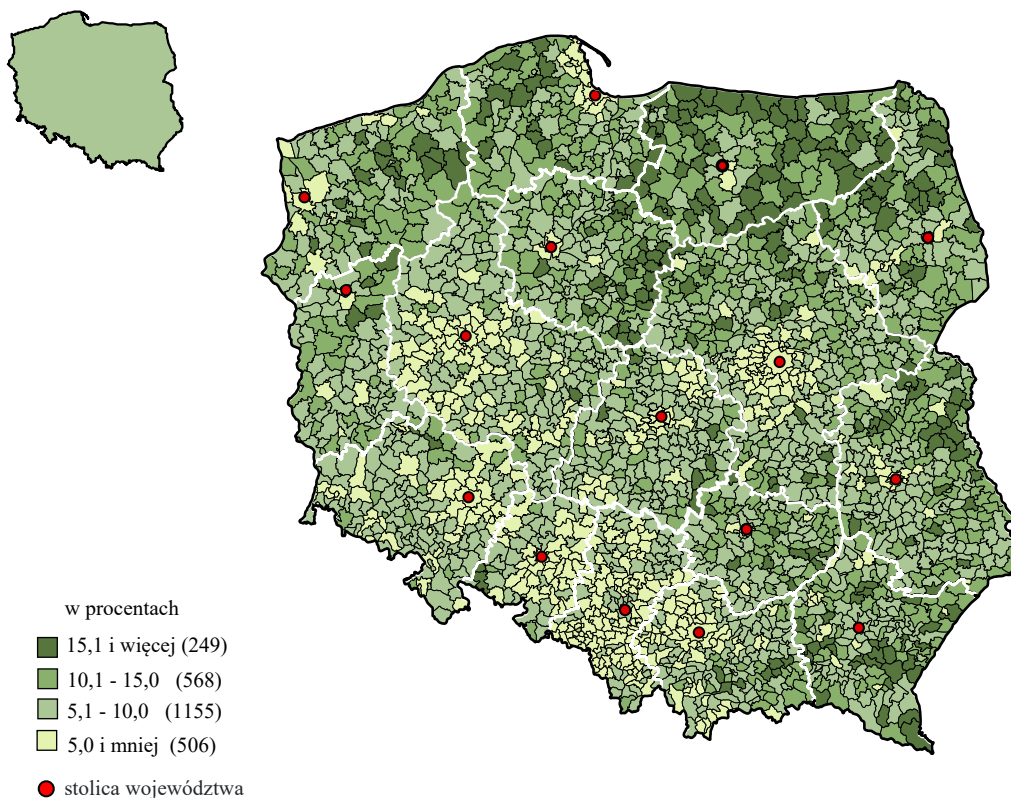 w procentach
15,1 i więcej (249)
10,1 - 15,0 (568)
5,1 - 10,0 (1155)
5,0 i mniej (506)
stolica województwa